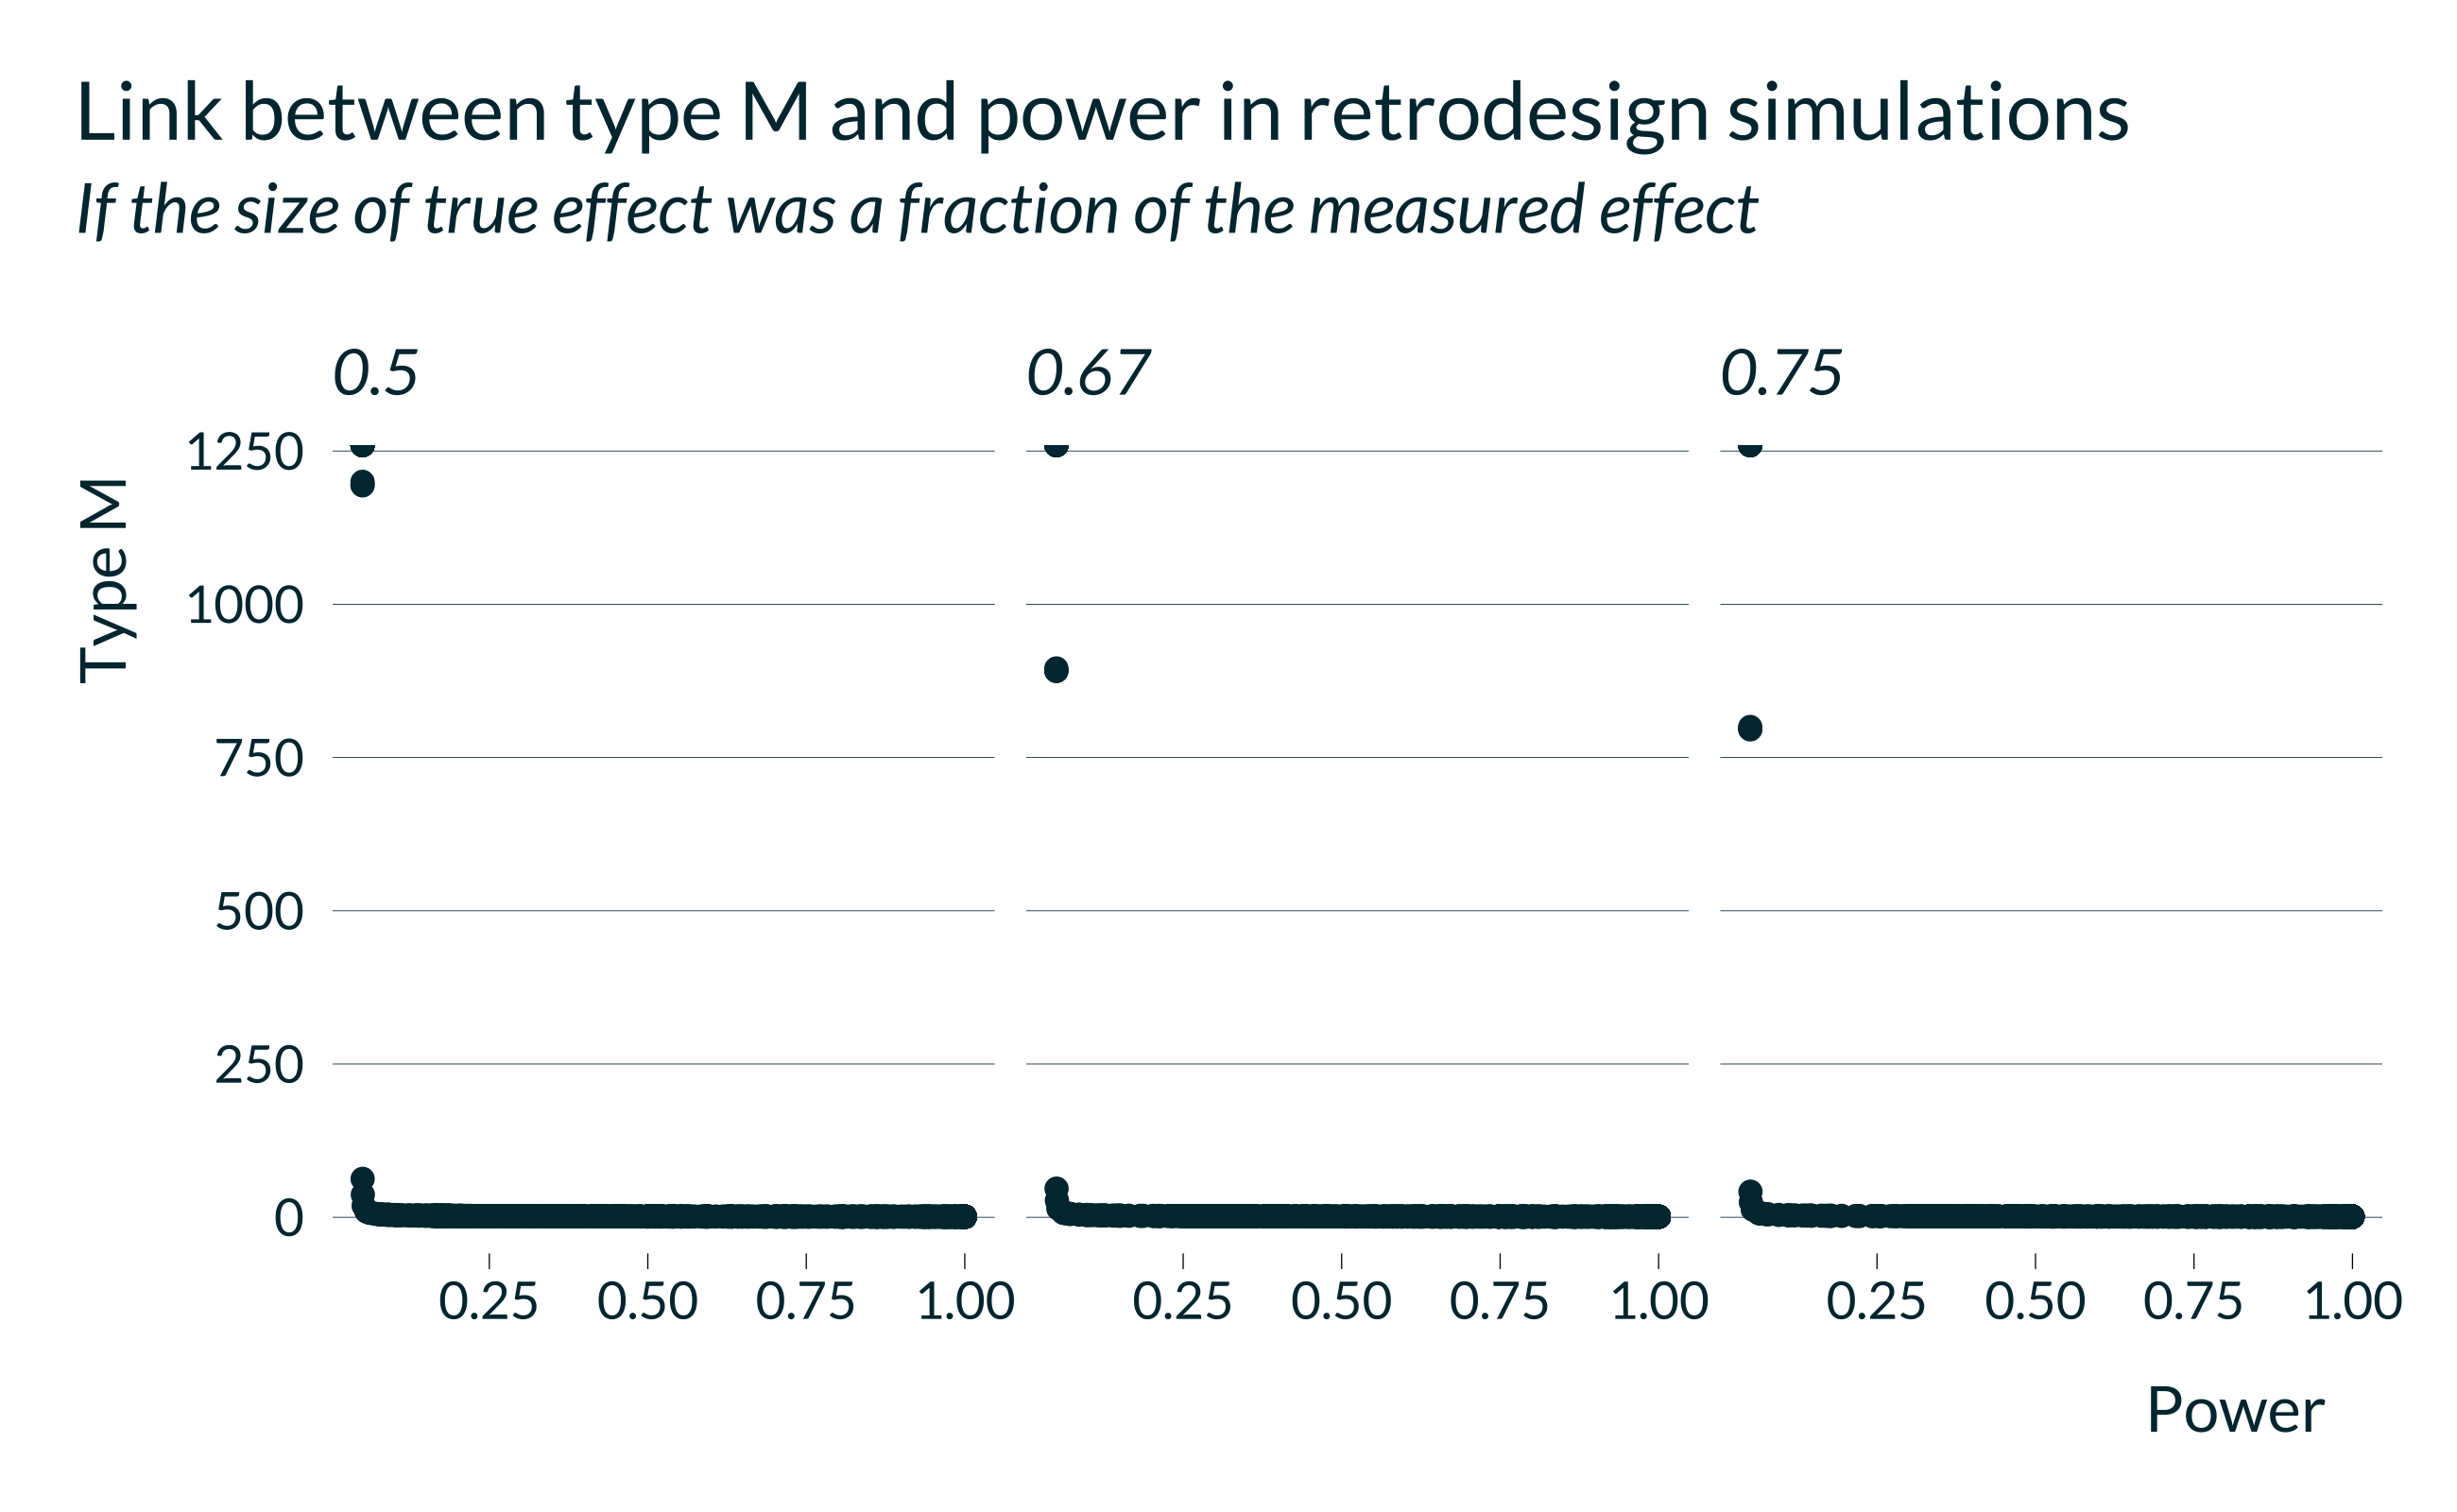 Link between type M and power in retrodesign simulations
If the size of true effect was a fraction of the measured effect
0.5 0.67 0.75
Type M
1250
1000
750
500
250
0
0.25 0.50 0.75 1.00 0.25 0.50 0.75 1.00 0.25 0.50 0.75 1.00
Power